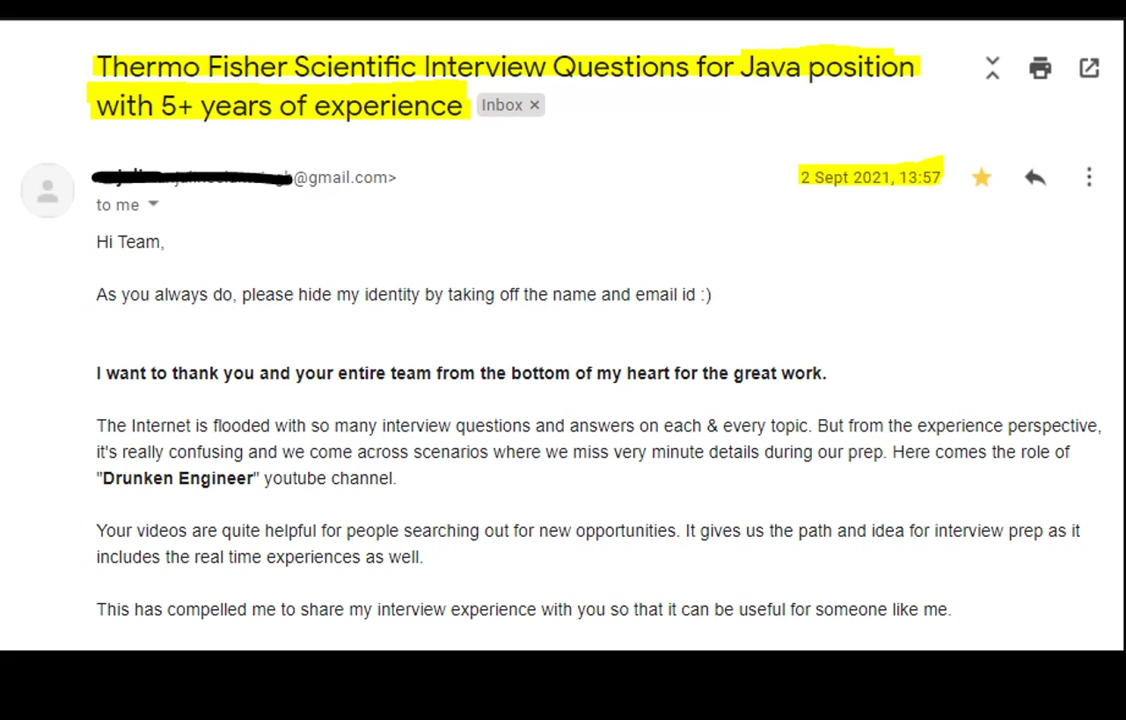 Thermo Fisher Scientific Interview Questions for Java position
with 5+ years of experience Inbox ×
@gmail.com> 2 Sept 2021, 13:57
to me
Hi Team,
As you always do, please hide my identity by taking off the name and email id :)
I want to thank you and your entire team from the bottom of my heart for the great work.
The Internet is flooded with so many interview questions and answers on each & every topic. But from the experience perspective,
it's really confusing and we come across scenarios where we miss very minute details during our prep. Here comes the role of
"Drunken Engineer" youtube channel.
Your videos are quite helpful for people searching out for new opportunities. It gives us the path and idea for interview prep as it
includes the real time experiences as well.
This has compelled me to share my interview experience with you so that it can be useful for someone like me.